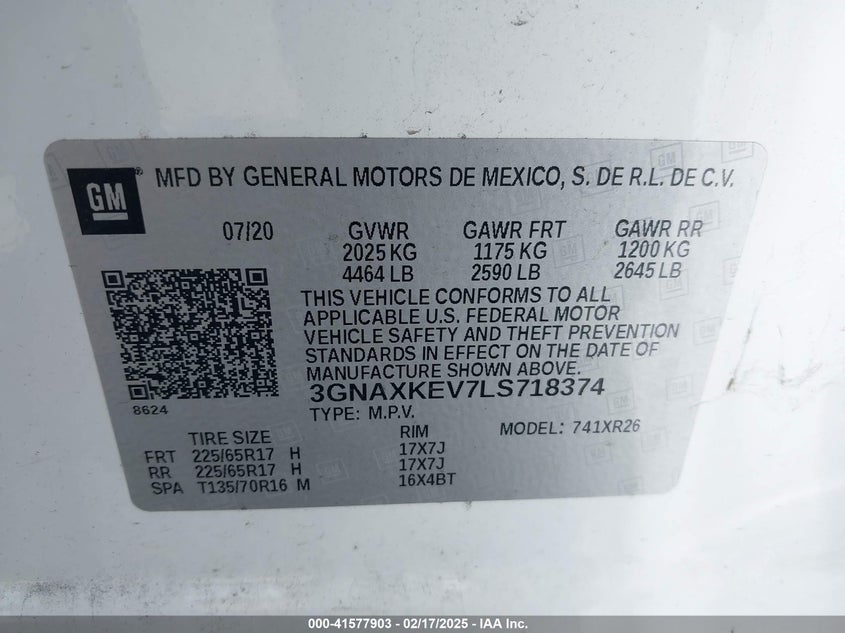 GM
MFD BY GENERAL MOTORS DE MEXICO, S. DE R.L. DE C.V.
07/20 GVWR GAWR FRT GAWR RR
2025 KG 1175 KG 1200 KG
4464 LB 2590 LB 2645 LB
THIS VEHICLE CONFORMS TO ALL
APPLICABLE U.S. FEDERAL MOTOR
VEHICLE SAFETY AND THEFT PREVENTION
STANDARDS IN EFFECT ON THE DATE OF
MANUFACTURE SHOWN ABOVE.
3GNAXKEV7LS718374
8624
TYPE: M.P.V.
TIRE SIZE RIM MODEL: 741XR26
FRT 225/65R17 H 17X7J
RR 225/65R17 H 17X7J
SPA T135/70R16 M 16X4BT
000-41577903 - 02/17/2025 - IAA Inc.